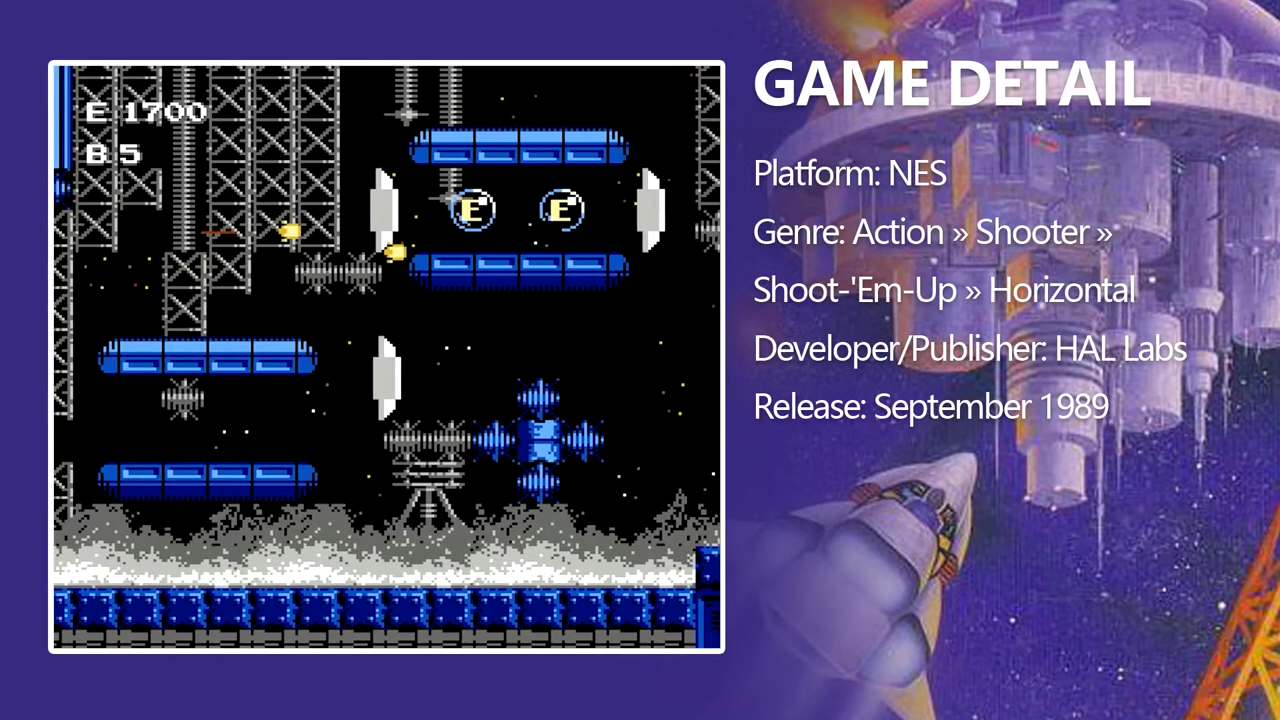 E 1700
B 5
E E
GAME DETAIL
Platform: NES
Genre: Action » Shooter »
Shoot-'Em-Up » Horizontal
Developer/Publisher: HAL Labs
Release: September 1989